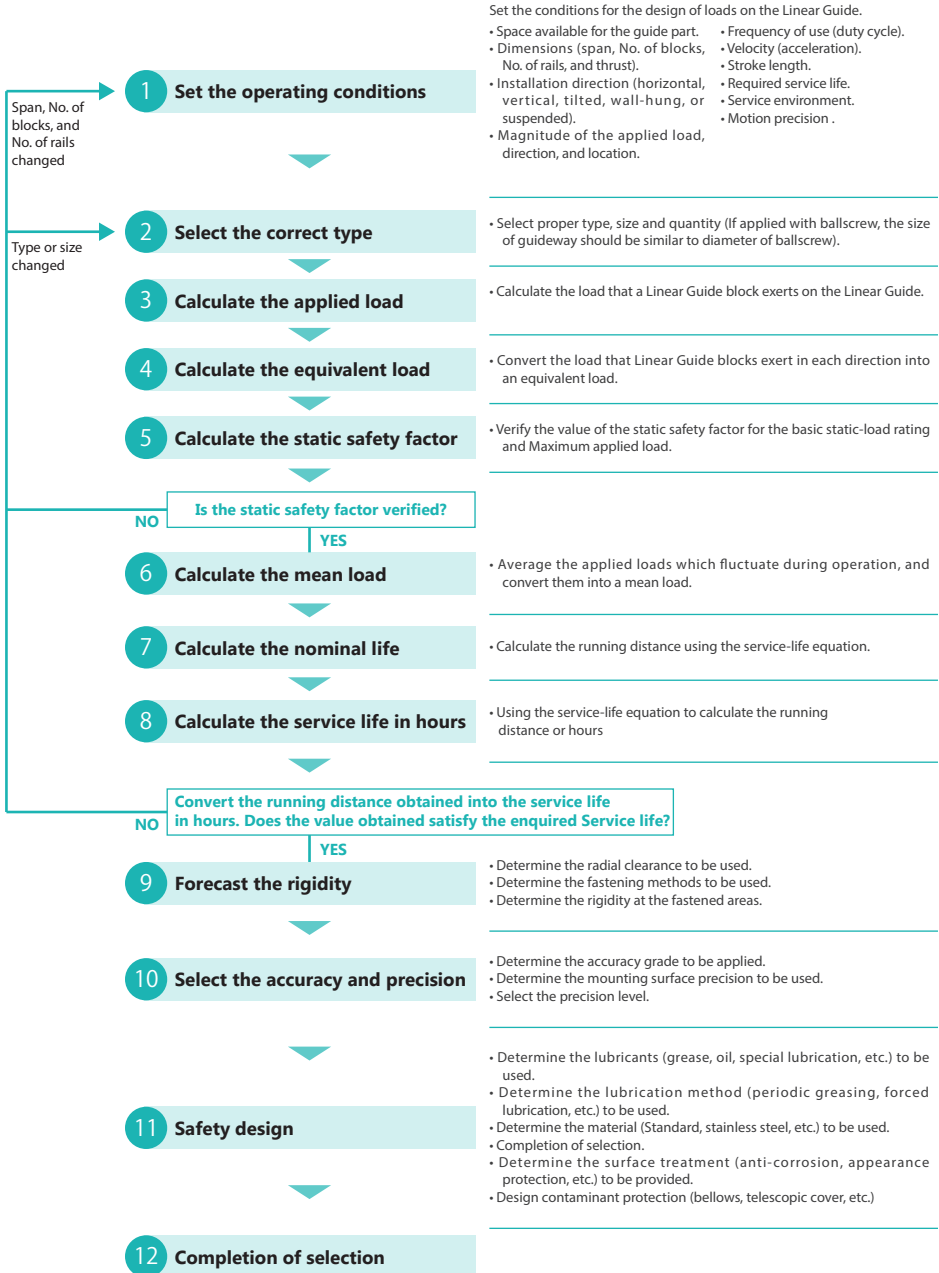 Set the conditions for the design of loads on the Linear Guide.
• Space available for the guide part.
• Dimensions (span, No. of blocks,
No. of rails, and thrust).
• Installation direction (horizontal,
vertical, tilted, wall-hung, or
suspended).
• Magnitude of the applied load,
direction, and location.
• Frequency of use (duty cycle).
• Velocity (acceleration).
• Stroke length.
• Required service life.
• Service environment.
• Motion precision .
1 Set the operating conditions
Span, No. of
blocks, and
No. of rails
changed
2 Select the correct type
• Select proper type, size and quantity (If applied with ballscrew, the size
of guideway should be similar to diameter of ballscrew).
Type or size
changed
3 Calculate the applied load
• Calculate the load that a Linear Guide block exerts on the Linear Guide.
4 Calculate the equivalent load
• Convert the load that Linear Guide blocks exert in each direction into
an equivalent load.
5 Calculate the static safety factor
• Verify the value of the static safety factor for the basic static-load rating
and Maximum applied load.
Is the static safety factor verified?
NO
YES
6 Calculate the mean load
• Average the applied loads which fluctuate during operation, and
convert them into a mean load.
7 Calculate the nominal life
• Calculate the running distance using the service-life equation.
8 Calculate the service life in hours
• Using the service-life equation to calculate the running
distance or hours
Convert the running distance obtained into the service life
in hours. Does the value obtained satisfy the enquired Service life?
NO
YES
9 Forecast the rigidity
• Determine the radial clearance to be used.
• Determine the fastening methods to be used.
• Determine the rigidity at the fastened areas.
10 Select the accuracy and precision
• Determine the accuracy grade to be applied.
• Determine the mounting surface precision to be used.
• Select the precision level.
11 Safety design
• Determine the lubricants (grease, oil, special lubrication, etc.) to be
used.
• Determine the lubrication method (periodic greasing, forced
lubrication, etc.) to be used.
• Determine the material (Standard, stainless steel, etc.) to be used.
• Completion of selection.
• Determine the surface treatment (anti-corrosion, appearance
protection, etc.) to be provided.
• Design contaminant protection (bellows, telescopic cover, etc.)
12 Completion of selection